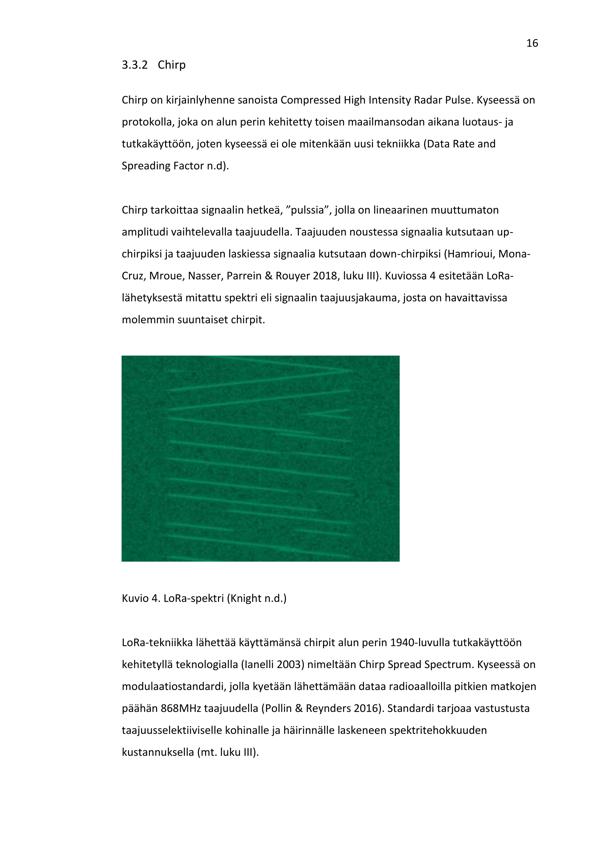 16
3.3.2 Chirp
Chirp on kirjainlyhenne sanoista Compressed High Intensity Radar Pulse. Kyseessä on
protokolla, joka on alun perin kehitetty toisen maailmansodan aikana luotaus- ja
tutkakäyttöön, joten kyseessä ei ole mitenkään uusi tekniikka (Data Rate and
Spreading Factor n.d).
Chirp tarkoittaa signaalin hetkeä, ”pulssia”, jolla on lineaarinen muuttumaton
amplitudi vaihtelevalla taajuudella. Taajuuden noustessa signaalia kutsutaan up-
chirpiksi ja taajuuden laskiessa signaalia kutsutaan down-chirpiksi (Hamrioui, Mona-
Cruz, Mroue, Nasser, Parrein & Rouyer 2018, luku III). Kuviossa 4 esitetään LoRa-
lähetyksestä mitattu spektri eli signaalin taajuusjakauma, josta on havaittavissa
molemmin suuntaiset chirpit.
Kuvio 4. LoRa-spektri (Knight n.d.)
LoRa-tekniikka lähettää käyttämänsä chirpit alun perin 1940-luvulla tutkakäyttöön
kehitetyllä teknologialla (Ianelli 2003) nimeltään Chirp Spread Spectrum. Kyseessä on
modulaatiostandardi, jolla kyetään lähettämään dataa radioaalloilla pitkien matkojen
päähän 868MHz taajuudella (Pollin & Reynders 2016). Standardi tarjoaa vastustusta
taajuusselektiiviselle kohinalle ja häirinnälle laskeneen spektritehokkuuden
kustannuksella (mt. luku III).